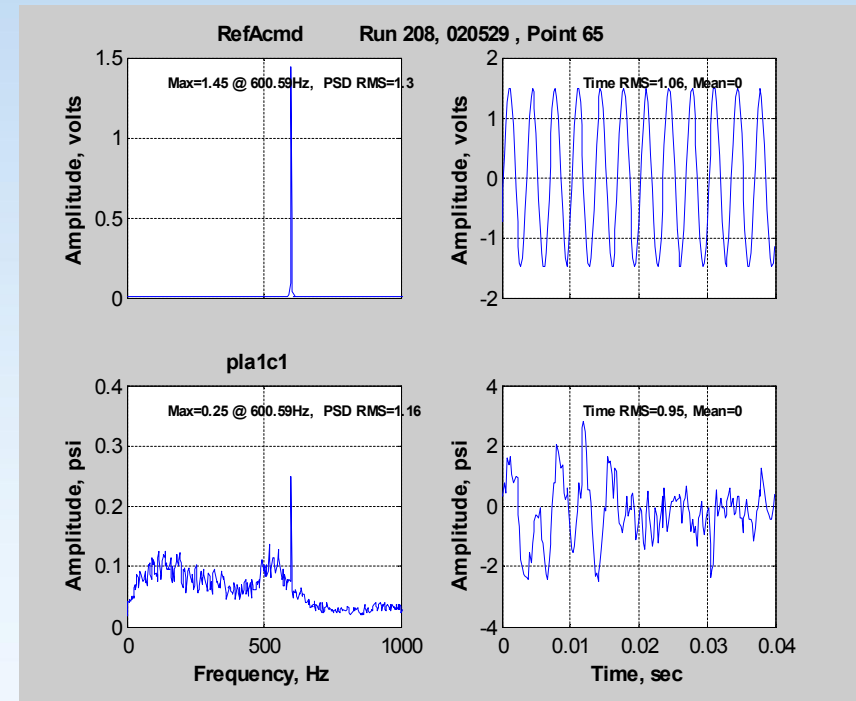 RefAcmd Run 208, 020529 , Point 65
Max=1.45 @ 600.59Hz, PSD RMS=1.3
Amplitude, volts
1.5
1
0.5
0
Time RMS=1.06, Mean=0
Amplitude, volts
2
1
0
-1
-2
pla1c1
Max=0.25 @ 600.59Hz, PSD RMS=1.16
Amplitude, psi
0.4
0.3
0.2
0.1
0
0 500 1000
Frequency, Hz
Time RMS=0.95, Mean=0
Amplitude, psi
4
2
0
-2
-4
0 0.01 0.02 0.03 0.04
Time, sec